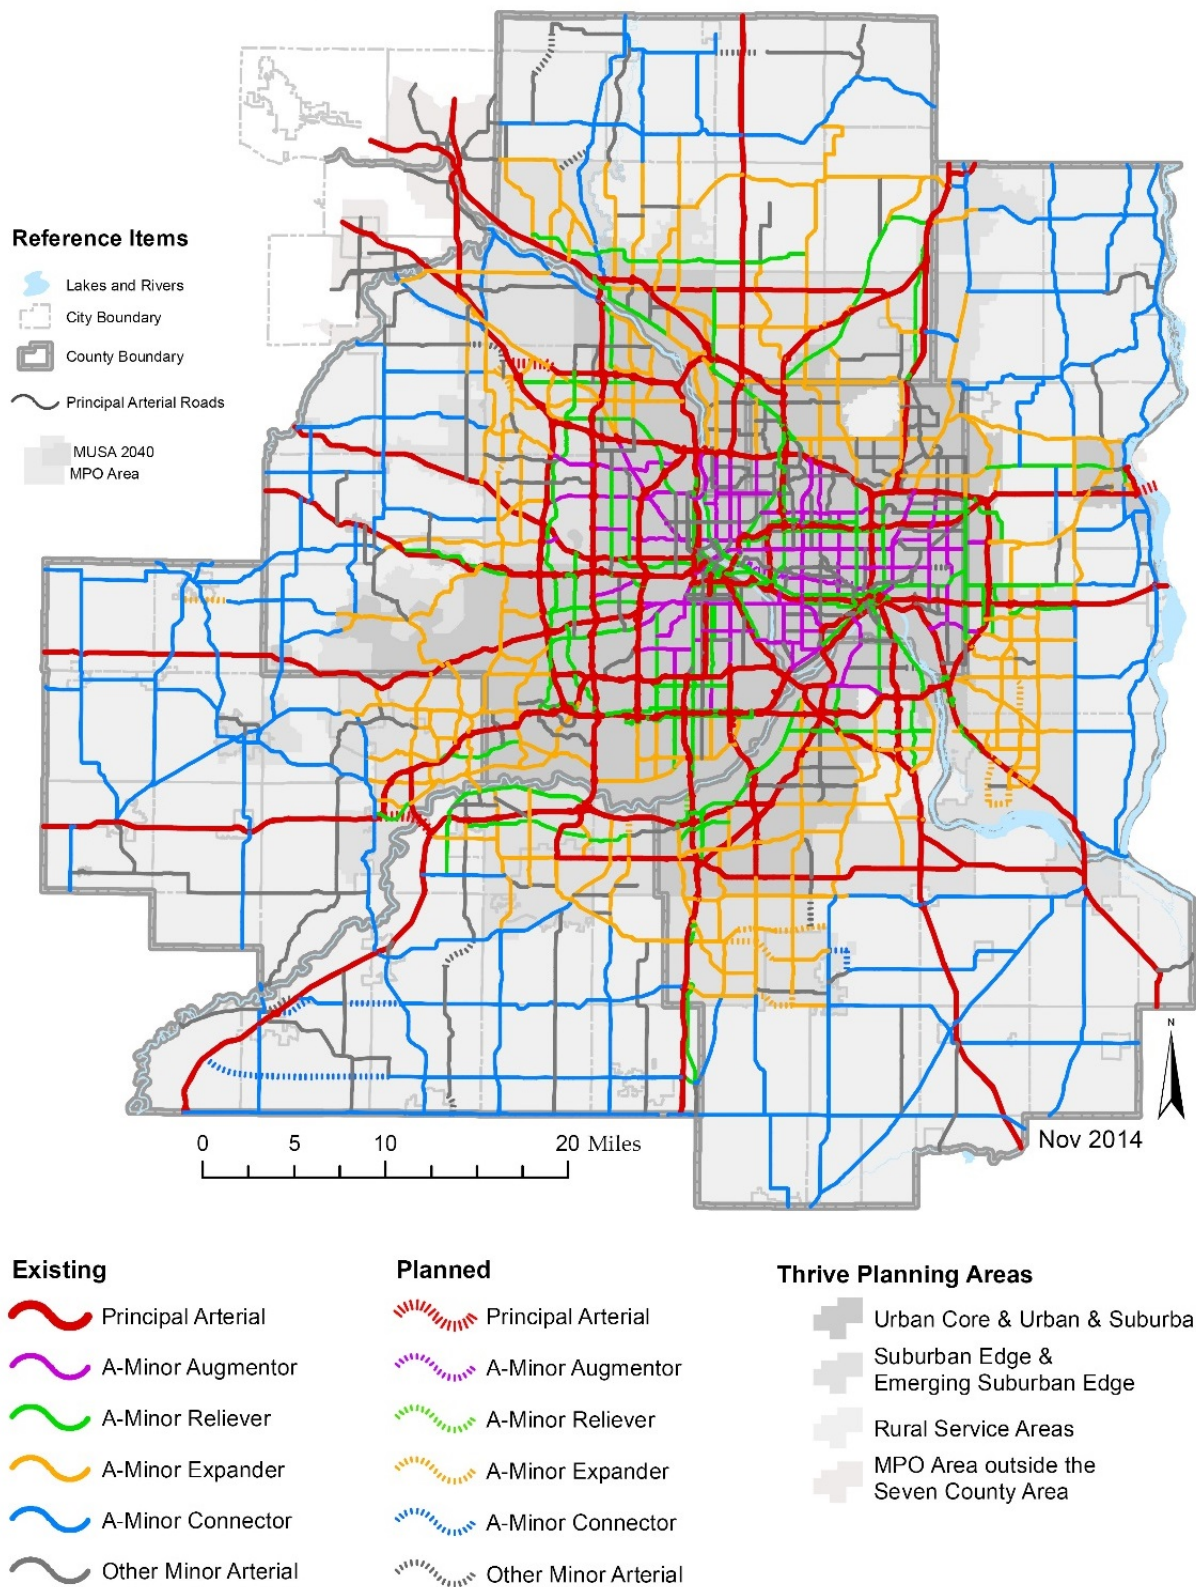 Reference Items
Lakes and Rivers
City Boundary
County Boundary
Principal Arterial Roads
MUSA 2040
MPO Area
N
Nov 2014
0 5 10 20 Miles
Existing
Principal Arterial
A-Minor Augmentor
A-Minor Reliever
A-Minor Expander
A-Minor Connector
Other Minor Arterial
Planned
Principal Arterial
A-Minor Augmentor
A-Minor Reliever
A-Minor Expander
A-Minor Connector
Other Minor Arterial
Thrive Planning Areas
Urban Core & Urban & Suburba
Suburban Edge &
Emerging Suburban Edge
Rural Service Areas
MPO Area outside the
Seven County Area